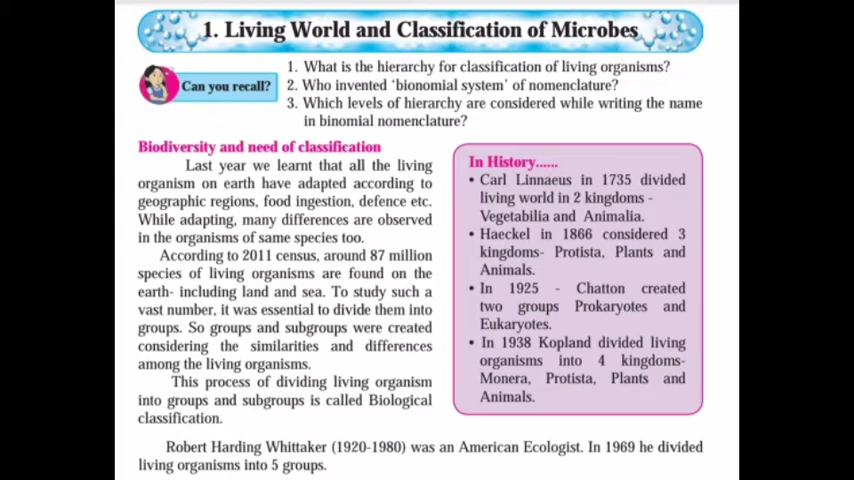 1. Living World and Classification of Microbes
Can you recall?
1. What is the hierarchy for classification of living organisms?
2. Who invented ‘bionomial system’ of nomenclature?
3. Which levels of hierarchy are considered while writing the name
in binomial nomenclature?
Biodiversity and need of classification
Last year we learnt that all the living
organism on earth have adapted according to
geographic regions, food ingestion, defence etc.
While adapting, many differences are observed
in the organisms of same species too.
According to 2011 census, around 87 million
species of living organisms are found on the
earth- including land and sea. To study such a
vast number, it was essential to divide them into
groups. So groups and subgroups were created
considering the similarities and differences
among the living organisms.
This process of dividing living organism
into groups and subgroups is called Biological
classification.
In History......
• Carl Linnaeus in 1735 divided
living world in 2 kingdoms -
Vegetabilia and Animalia.
• Haeckel in 1866 considered 3
kingdoms- Protista, Plants and
Animals.
• In 1925 - Chatton created
two groups Prokaryotes and
Eukaryotes.
• In 1938 Kopland divided living
organisms into 4 kingdoms-
Monera, Protista, Plants and
Animals.
Robert Harding Whittaker (1920-1980) was an American Ecologist. In 1969 he divided
living organisms into 5 groups.